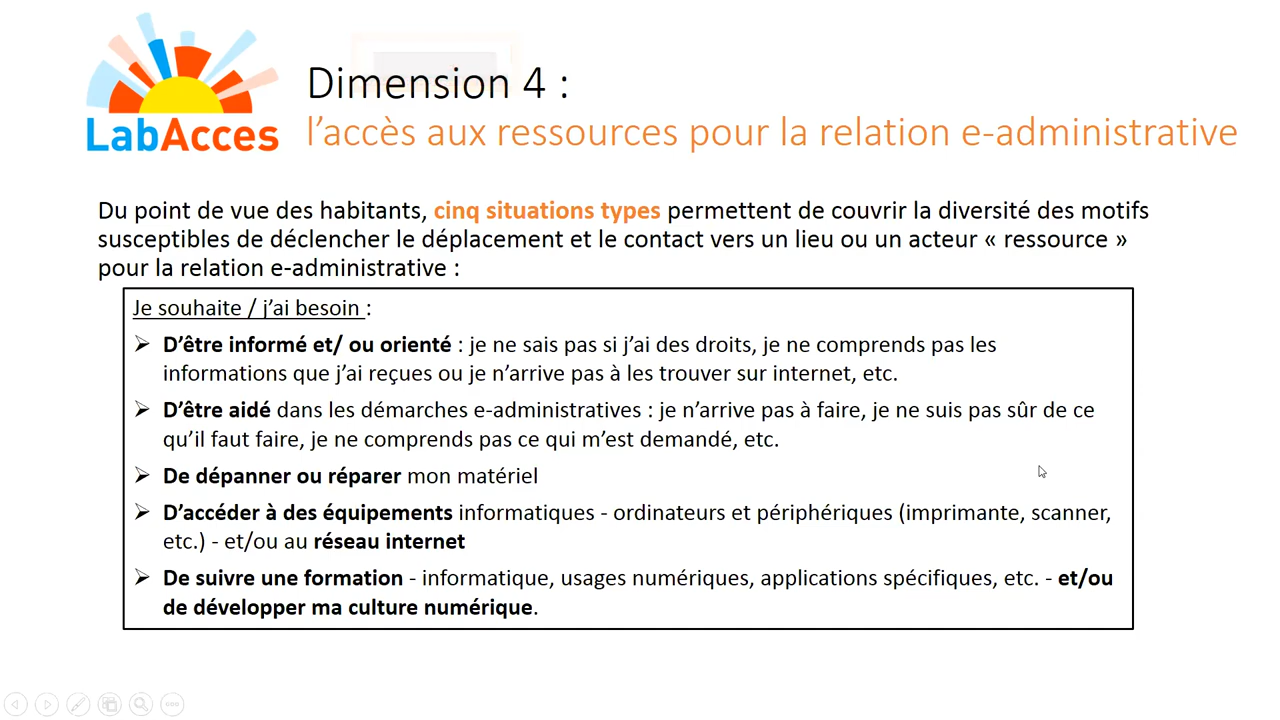 LabAcces
Dimension 4 :
l’accès aux ressources pour la relation e-administrative
Du point de vue des habitants, cinq situations types permettent de couvrir la diversité des motifs
susceptibles de déclencher le déplacement et le contact vers un lieu ou un acteur « ressource »
pour la relation e-administrative :
Je souhaite / j’ai besoin :
D’être informé et/ ou orienté : je ne sais pas si j’ai des droits, je ne comprends pas les
informations que j’ai reçues ou je n’arrive pas à les trouver sur internet, etc.
D’être aidé dans les démarches e-administratives : je n’arrive pas à faire, je ne suis pas sûr de ce
qu’il faut faire, je ne comprends pas ce qui m’est demandé, etc.
De dépanner ou réparer mon matériel
D’accéder à des équipements informatiques - ordinateurs et périphériques (imprimante, scanner,
etc.) - et/ou au réseau internet
De suivre une formation - informatique, usages numériques, applications spécifiques, etc. - et/ou
de développer ma culture numérique.